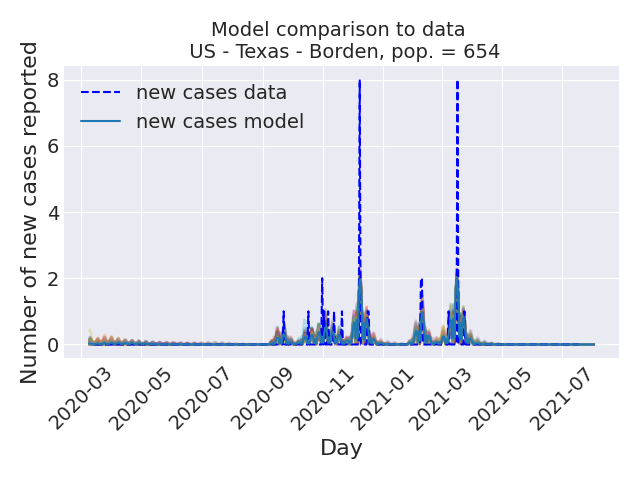 Model comparison to data
US - Texas - Borden, pop. = 654
Number of new cases reported
8
6
4
2
0
new cases data
new cases model
2020-03
2020-05
2020-07
2020-09
2020-11
2021-01
2021-03
2021-05
2021-07
Day